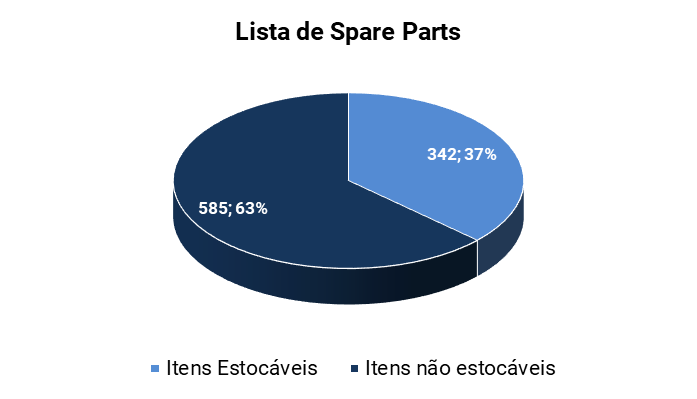 Lista de Spare Parts
342; 37%
585; 63%
Itens Estocáveis
Itens não estocáveis